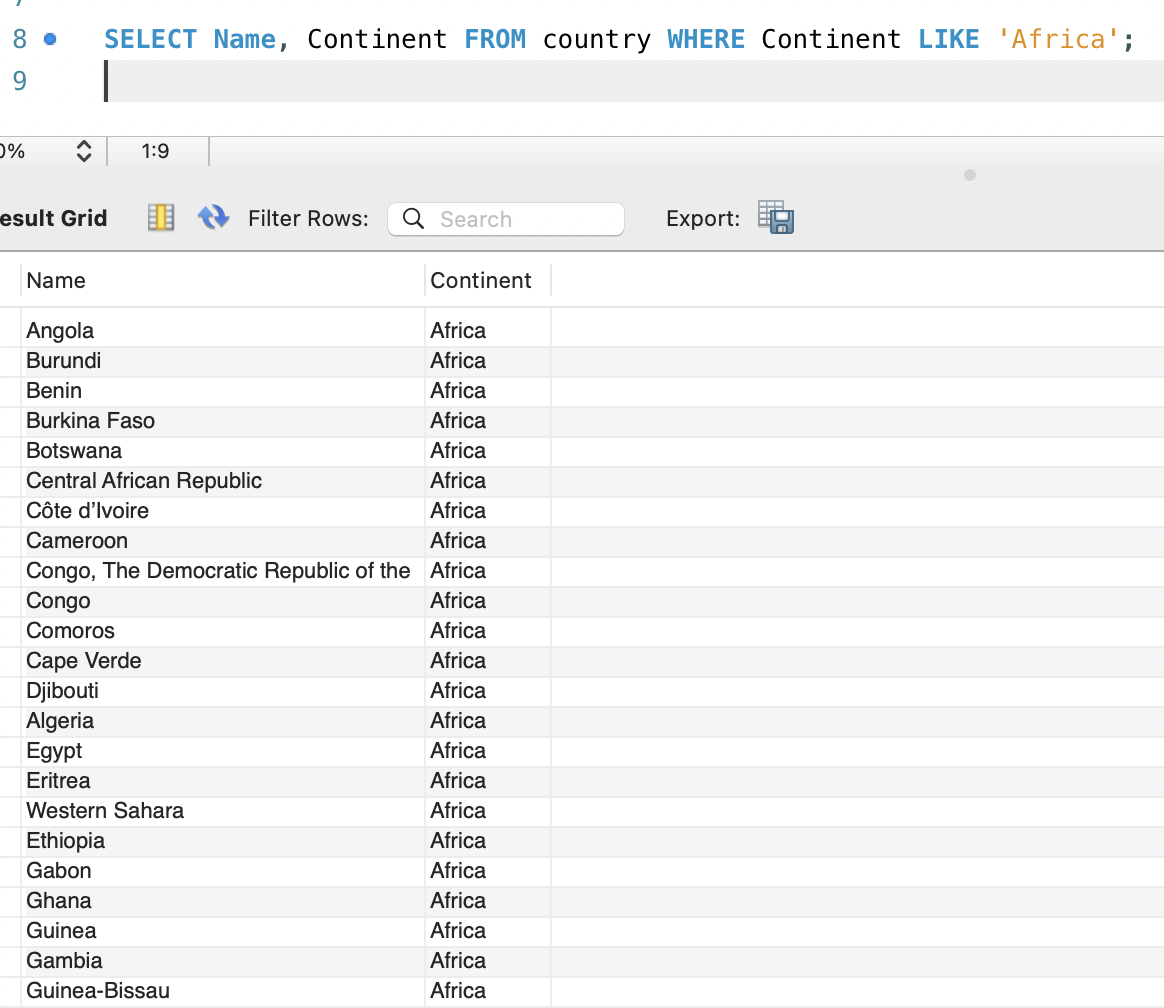 8 SELECT Name, Continent FROM country WHERE Continent LIKE 'Africa';
9
0% 1:9
esult Grid Filter Rows: Search Export:
Name Continent
Angola Africa
Burundi Africa
Benin Africa
Burkina Faso Africa
Botswana Africa
Central African Republic Africa
Côte d’Ivoire Africa
Cameroon Africa
Congo, The Democratic Republic of the Africa
Congo Africa
Comoros Africa
Cape Verde Africa
Djibouti Africa
Algeria Africa
Egypt Africa
Eritrea Africa
Western Sahara Africa
Ethiopia Africa
Gabon Africa
Ghana Africa
Guinea Africa
Gambia Africa
Guinea-Bissau Africa